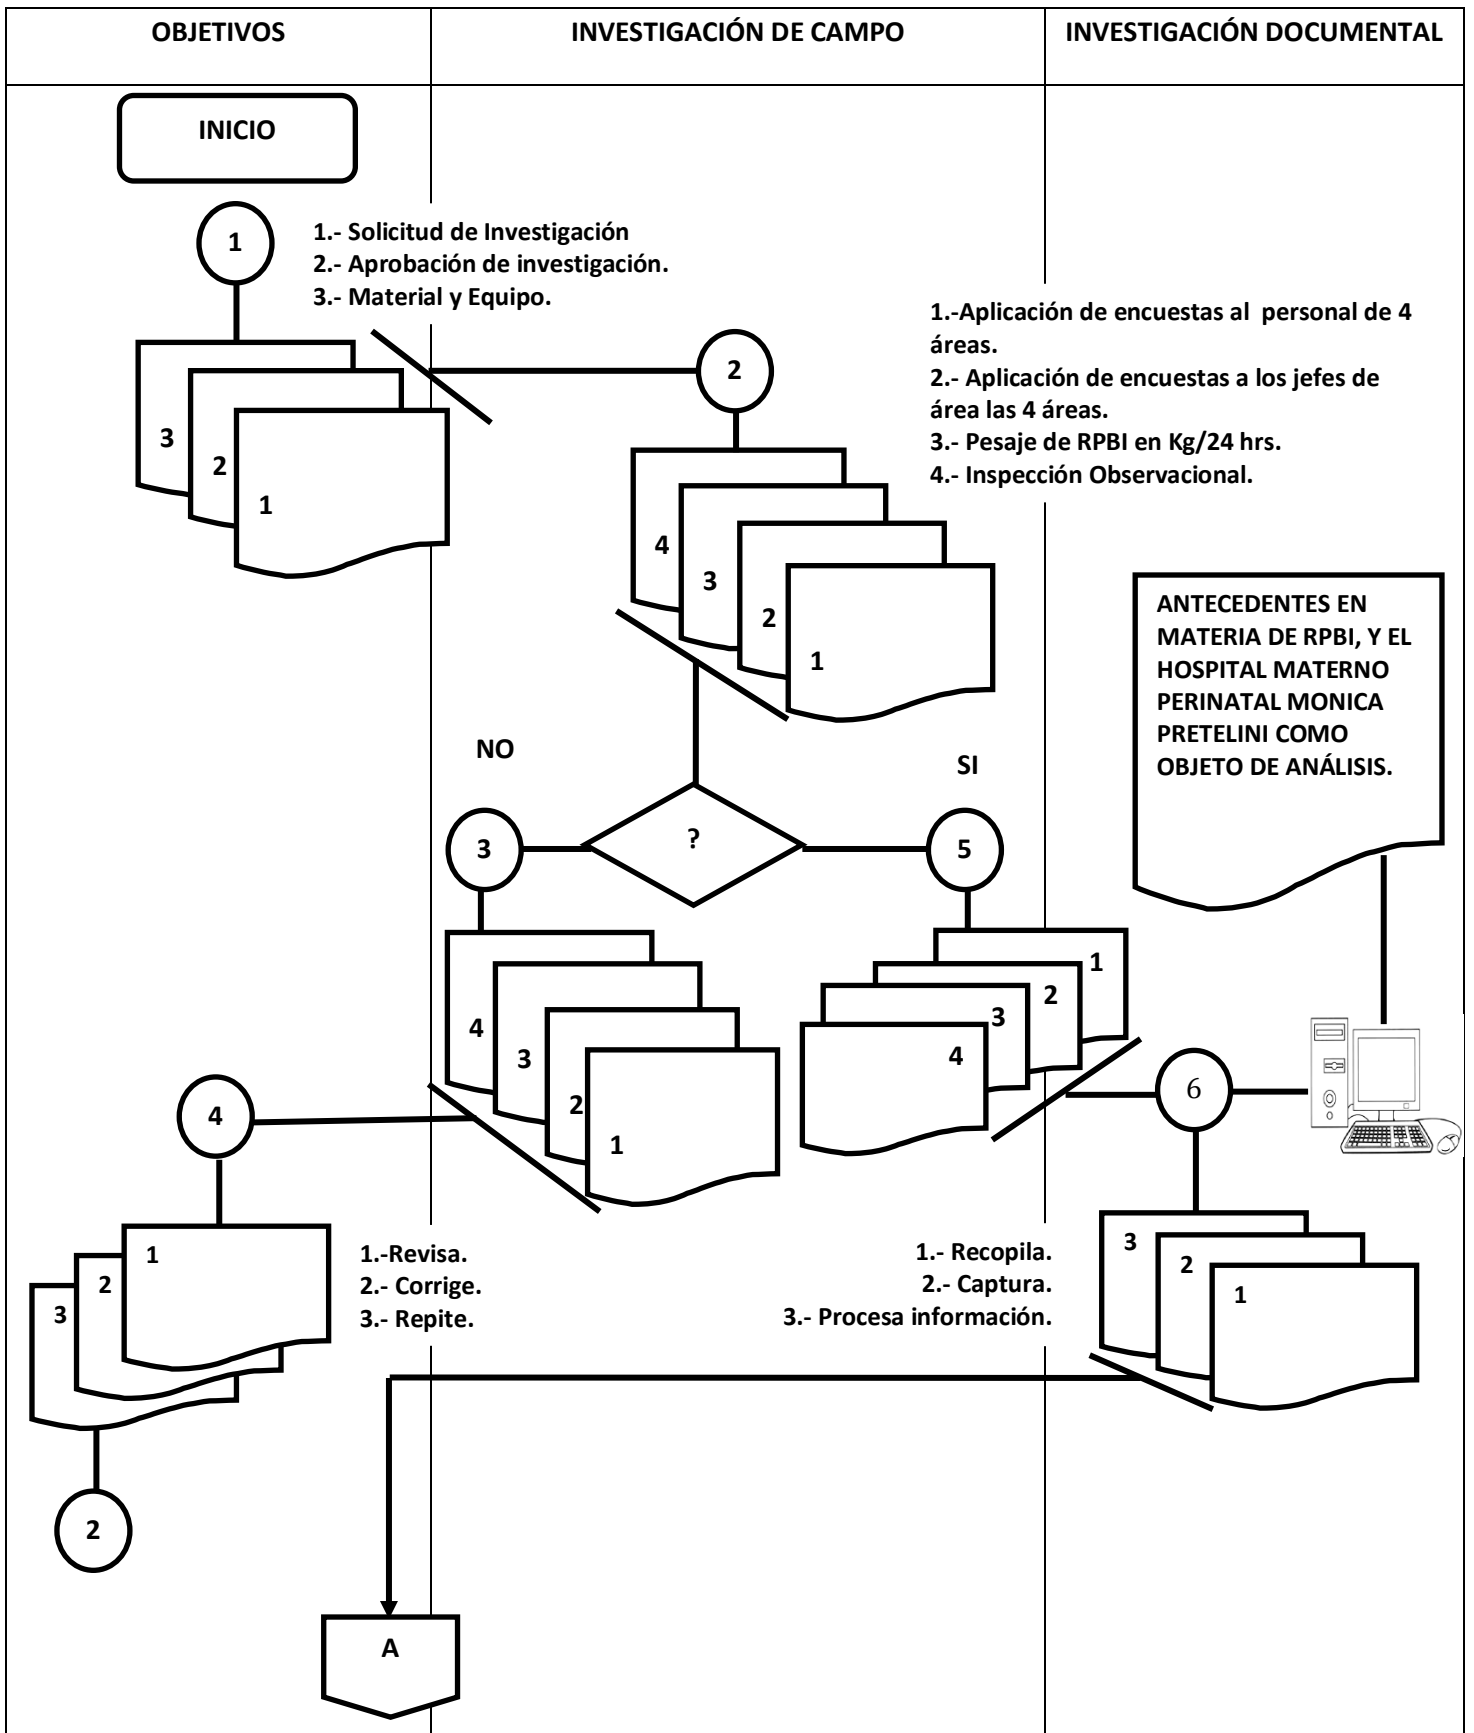 OBJETIVOS
INVESTIGACIÓN DE CAMPO
INVESTIGACIÓN DOCUMENTAL
INICIO
1
1.- Solicitud de Investigación
2.- Aprobación de investigación.
3.- Material y Equipo.
3
2
1
2
1.-Aplicación de encuestas al  personal de 4
áreas.
2.- Aplicación de encuestas a los jefes de
área las 4 áreas.
3.- Pesaje de RPBI en Kg/24 hrs.
4.- Inspección Observacional.
4
3
2
1
ANTECEDENTES EN
MATERIA DE RPBI, Y EL
HOSPITAL MATERNO
PERINATAL MONICA
PRETELINI COMO
OBJETO DE ANÁLISIS.
NO
SI
3
?
5
4
3
2
1
1
2
3
4
4
6
1
2
3
1.-Revisa.
2.- Corrige.
3.- Repite.
1.- Recopila.
2.- Captura.
3.- Procesa información.
3
2
1
2
A